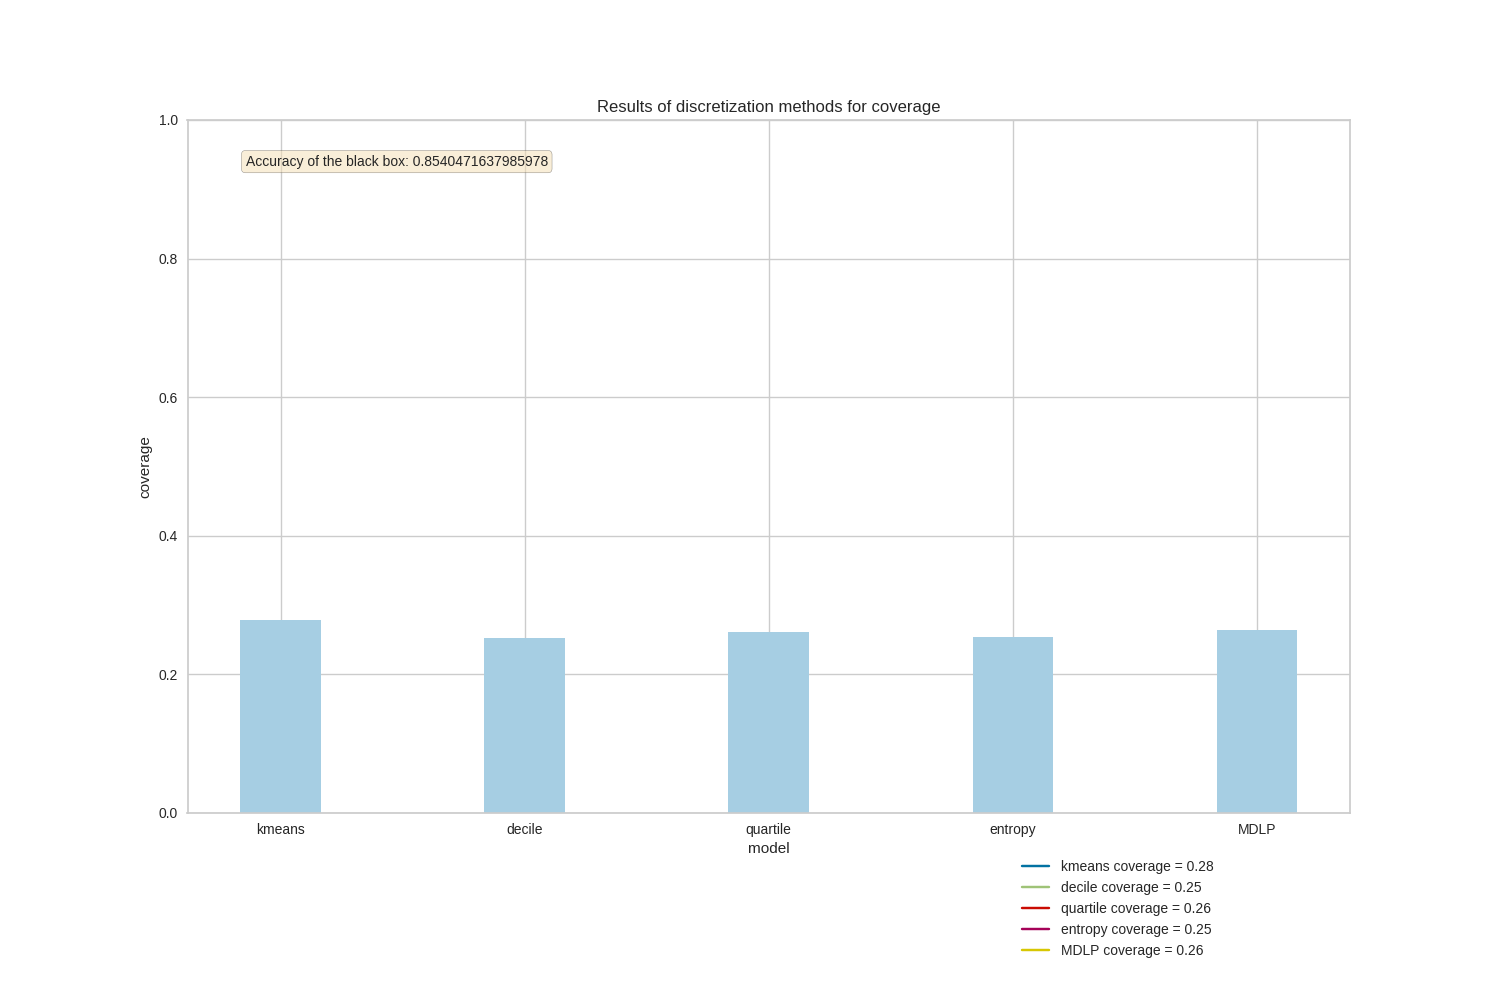 Results of discretization methods for coverage
1.0
Accuracy of the black box: 0.8540471637985978
0.8
0.6
coverage
0.4
0.2
0.0
kmeans decile quartile entropy MDLP
model
kmeans coverage = 0.28
decile coverage = 0.25
quartile coverage = 0.26
entropy coverage = 0.25
MDLP coverage = 0.26